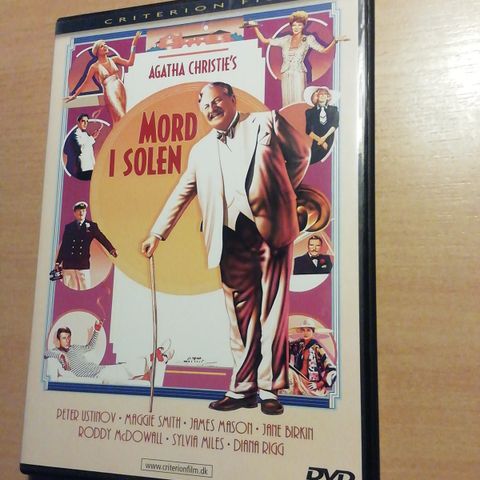 CRITERION FI
AGATHA CHRISTIE'S
MORD
I SOLEN
PETER USTINOV · MAGGIE SMITH · JAMES MASON · JANE BIRKIN
RODDY McDOWALL · SYLVIA MILES · DIANA RIGG
www.criterionfilm.dk
DVD